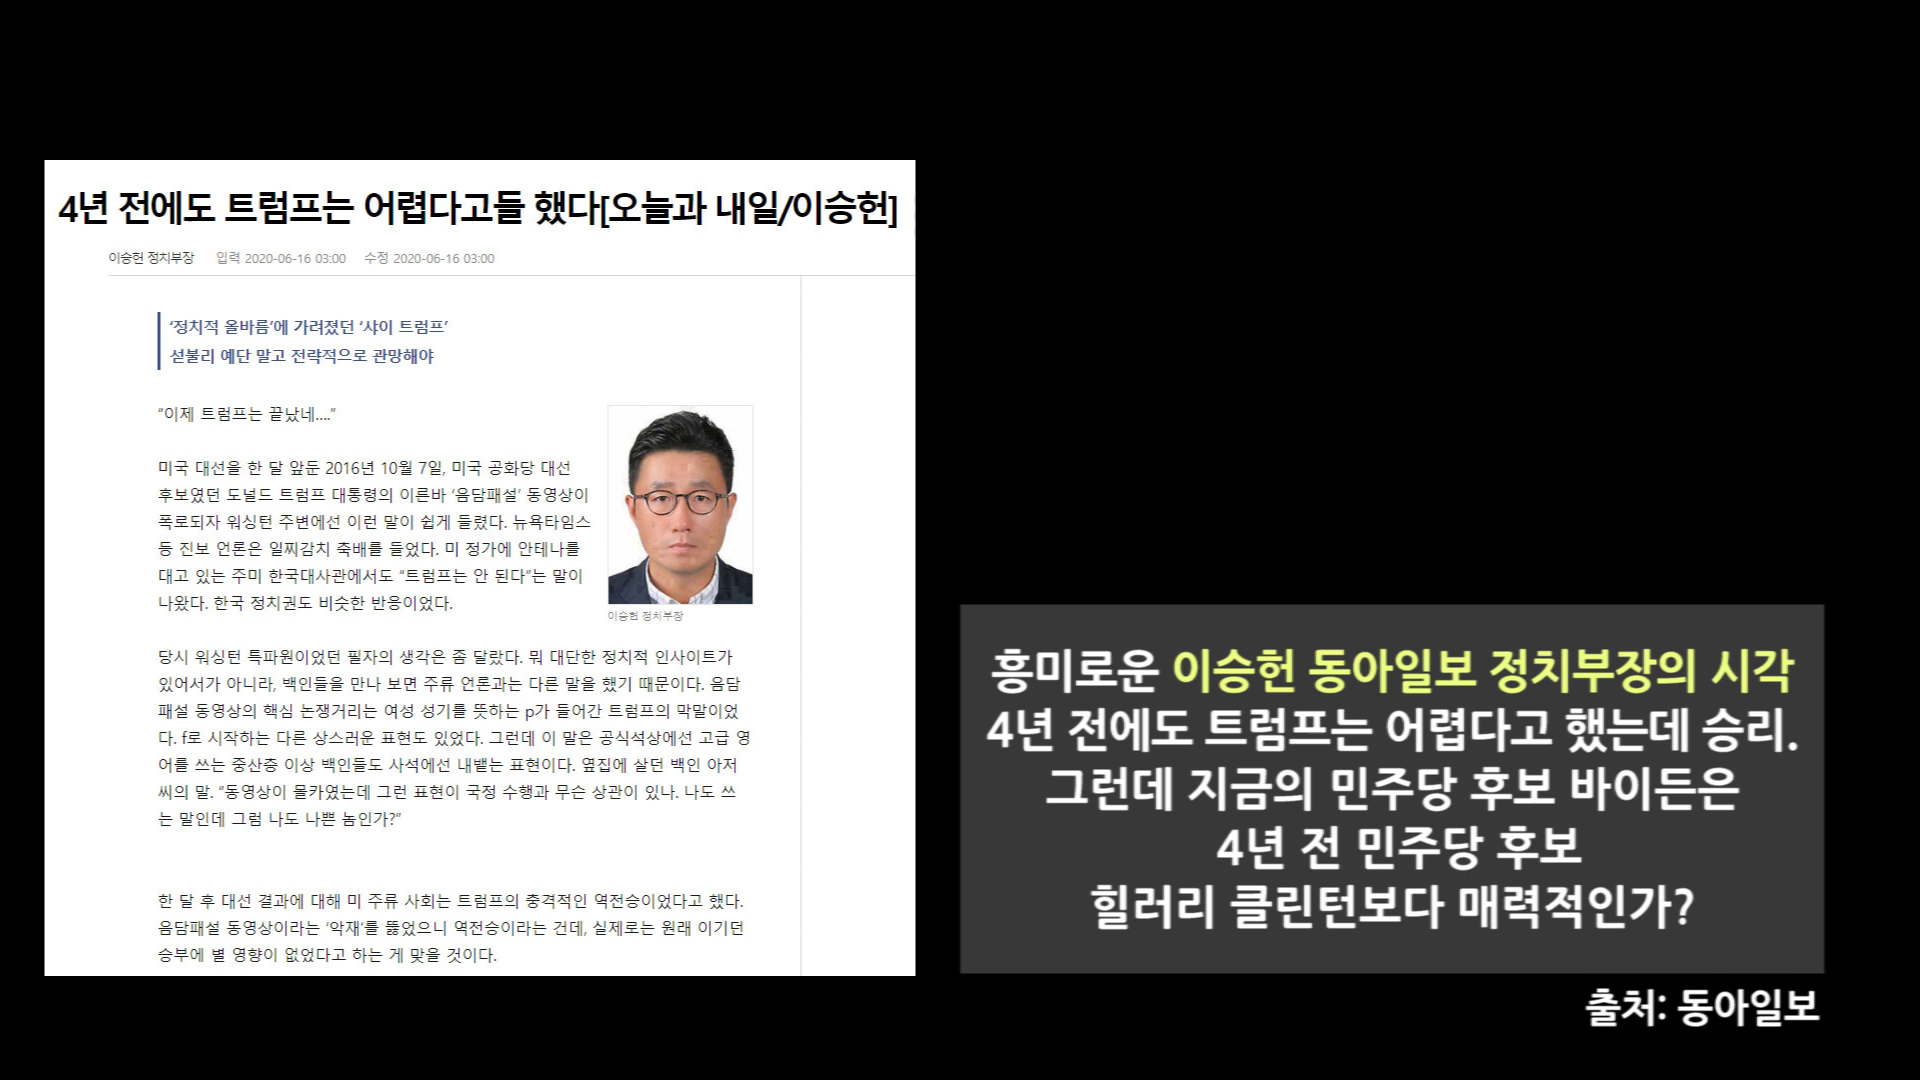 4년 전에도 트럼프는 어렵다고들 했다[오늘과 내일/이승헌]
이승헌 정치부장 입력 2020-06-16 03:00 수정 2020-06-16 03:00
‘정치적 올바름’에 가려졌던 ‘샤이 트럼프’
섣불리 예단 말고 전략적으로 관망해야
“이제 트럼프는 끝났네....”
미국 대선을 한 달 앞둔 2016년 10월 7일, 미국 공화당 대선
후보였던 도널드 트럼프 대통령의 이른바 ‘음담패설’ 동영상이
폭로되자 워싱턴 주변에선 이런 말이 쉽게 들렸다. 뉴욕타임스
등 진보 언론은 일찌감치 축배를 들었다. 미 정가에 안테나를
대고 있는 주미 한국대사관에서도 “트럼프는 안 된다”는 말이
나왔다. 한국 정치권도 비슷한 반응이었다.
이승헌 정치부장
당시 워싱턴 특파원이었던 필자의 생각은 좀 달랐다. 뭐 대단한 정치적 인사이트가
있어서가 아니라, 백인들을 만나 보면 주류 언론과는 다른 말을 했기 때문이다. 음담
패설 동영상의 핵심 논쟁거리는 여성 성기를 뜻하는 p가 들어간 트럼프의 막말이었
다. f로 시작하는 다른 상스러운 표현도 있었다. 그런데 이 말은 공식석상에선 고급 영
어를 쓰는 중산층 이상 백인들도 사석에선 내뱉는 표현이다. 옆집에 살던 백인 아저
씨의 말. “동영상이 몰카였는데 그런 표현이 국정 수행과 무슨 상관이 있나. 나도 쓰
는 말인데 그럼 나도 나쁜 놈인가?”
한 달 후 대선 결과에 대해 미 주류 사회는 트럼프의 충격적인 역전승이었다고 했다.
음담패설 동영상이라는 ‘악재’를 뚫었으니 역전승이라는 건데, 실제로는 원래 이기던
승부에 별 영향이 없었다고 하는 게 맞을 것이다.
흥미로운 이승헌 동아일보 정치부장의 시각
4년 전에도 트럼프는 어렵다고 했는데 승리.
그런데 지금의 민주당 후보 바이든은
4년 전 민주당 후보
힐러리 클린턴보다 매력적인가?
출처: 동아일보